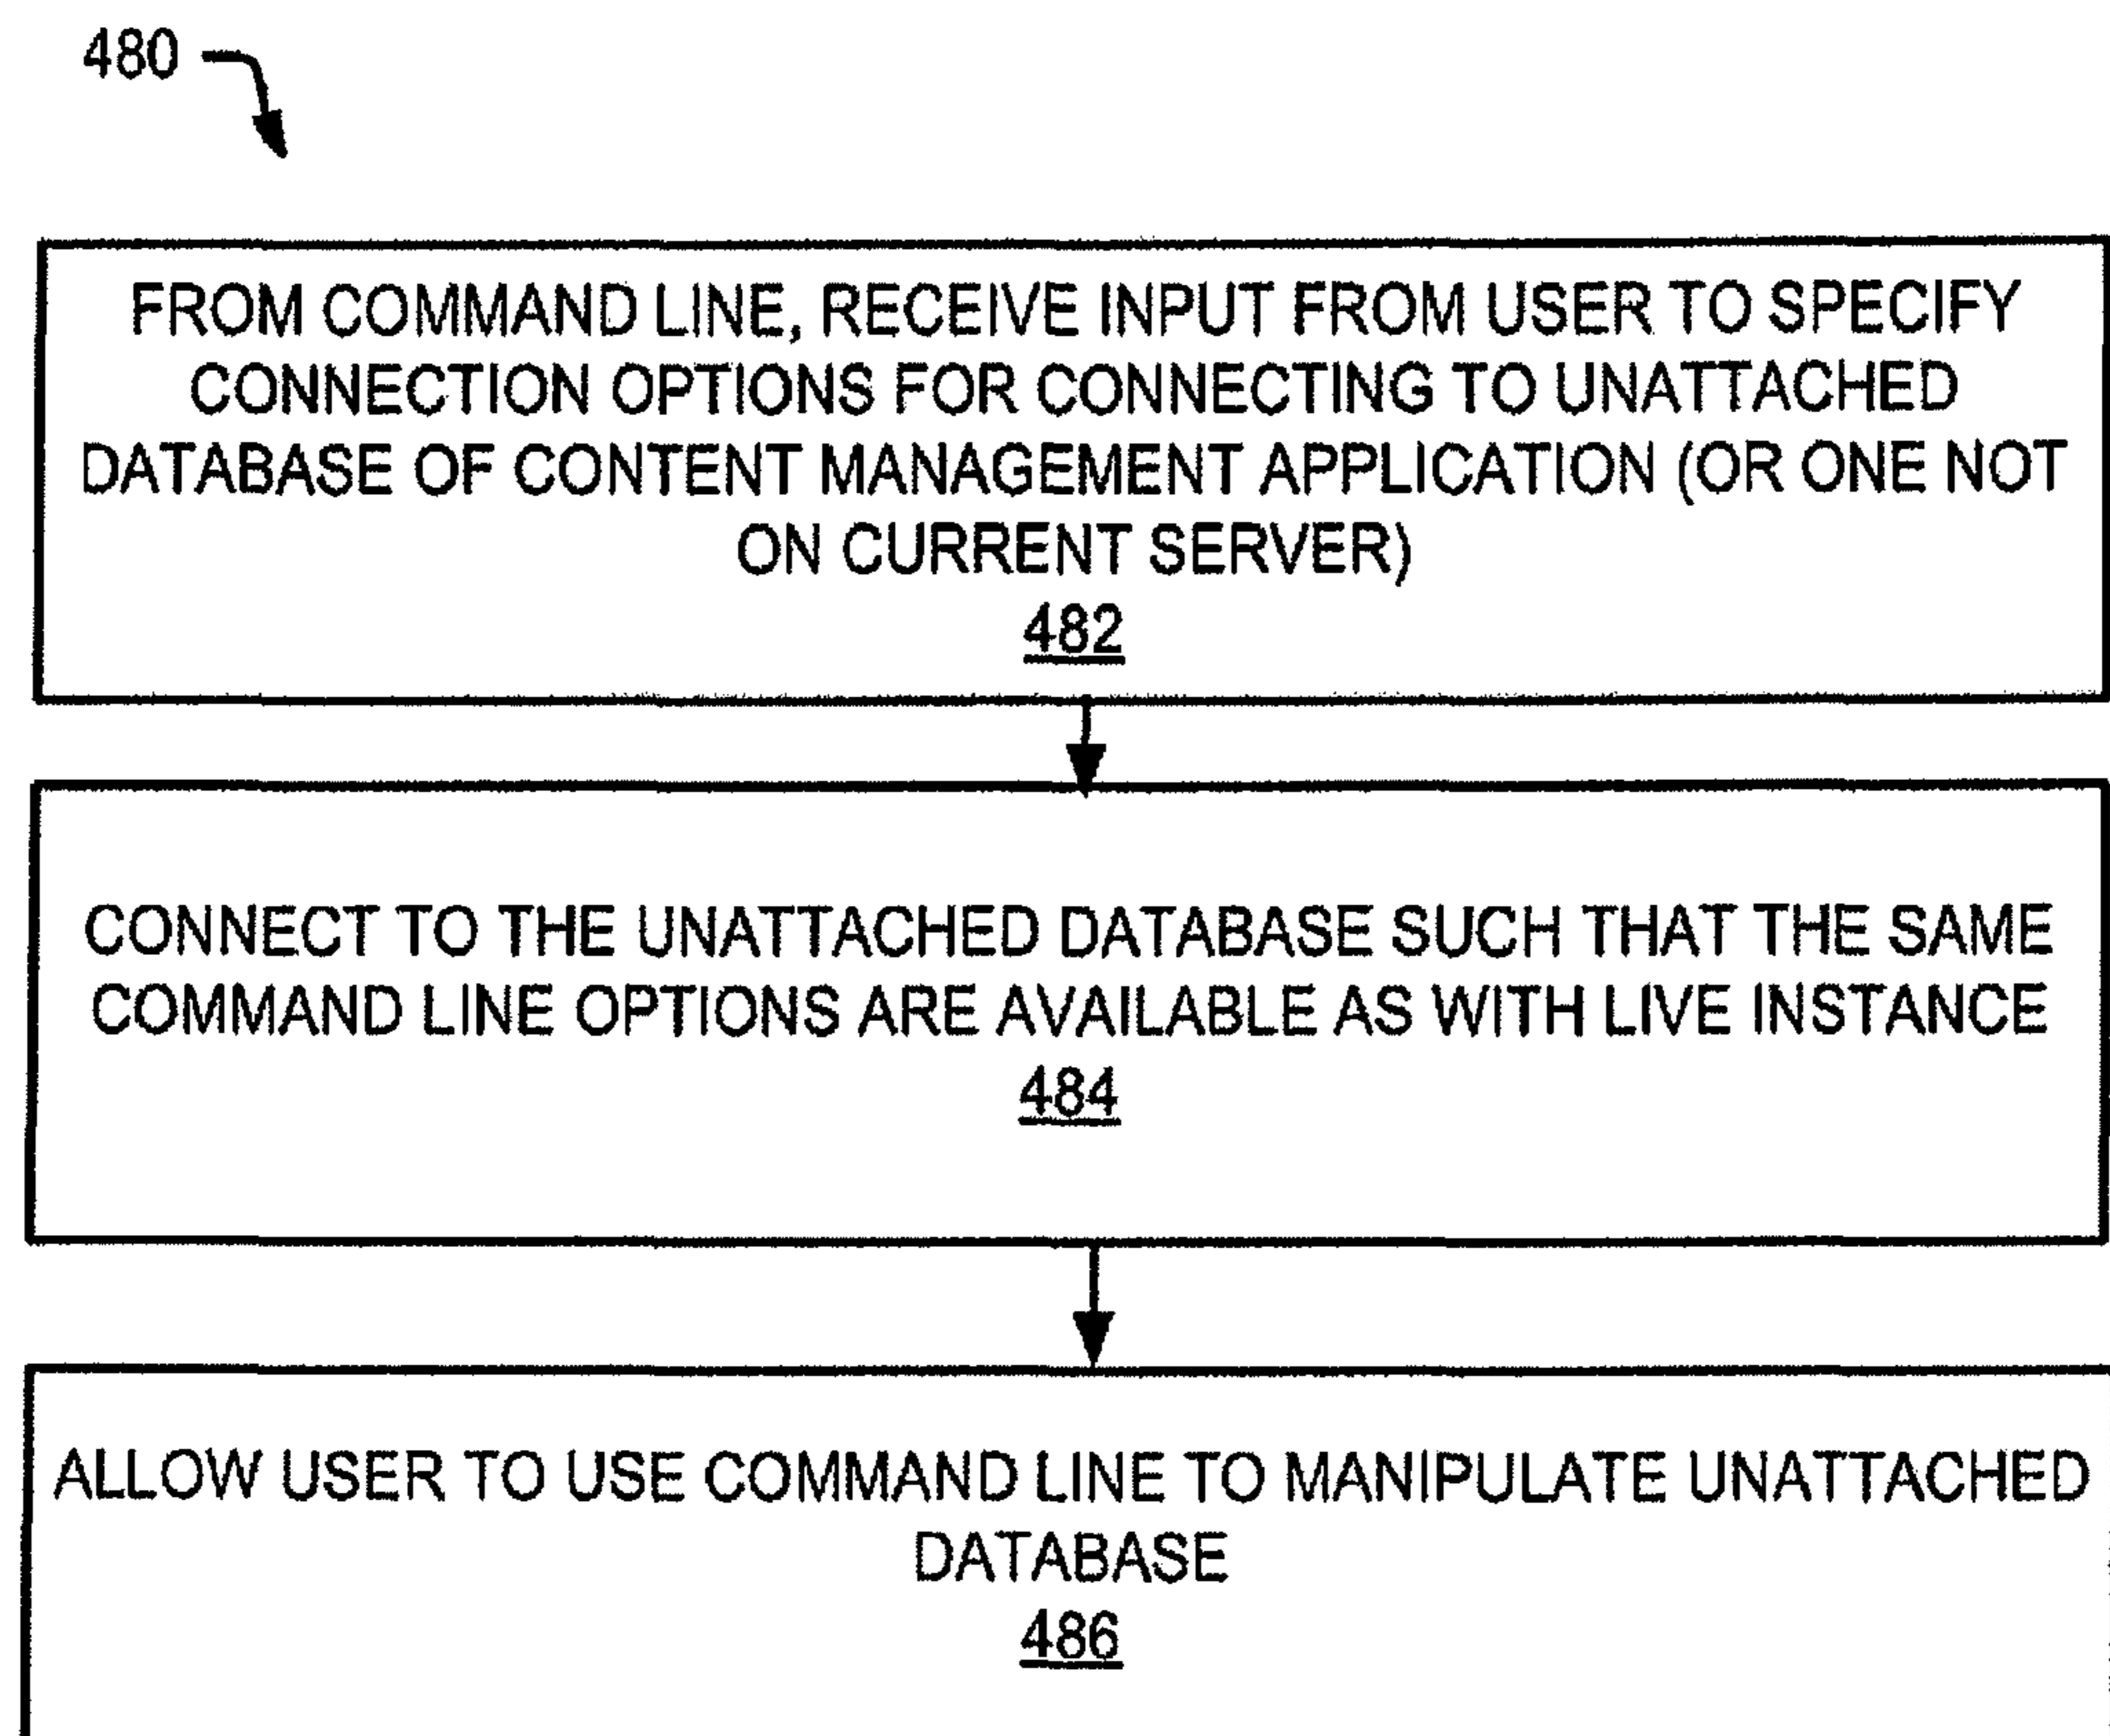 480
FROM COMMAND LINE, RECEIVE INPUT FROM USER TO SPECIFY
CONNECTION OPTIONS FOR CONNECTING TO UNATTACHED
DATABASE OF CONTENT MANAGEMENT APPLICATION (OR ONE NOT
ON CURRENT SERVER)
482
CONNECT TO THE UNATTACHED DATABASE SUCH THAT THE SAME
COMMAND LINE OPTIONS ARE AVAILABLE AS WITH LIVE INSTANCE
484
ALLOW USER TO USE COMMAND LINE TO MANIPULATE UNATTACHED
DATABASE
486